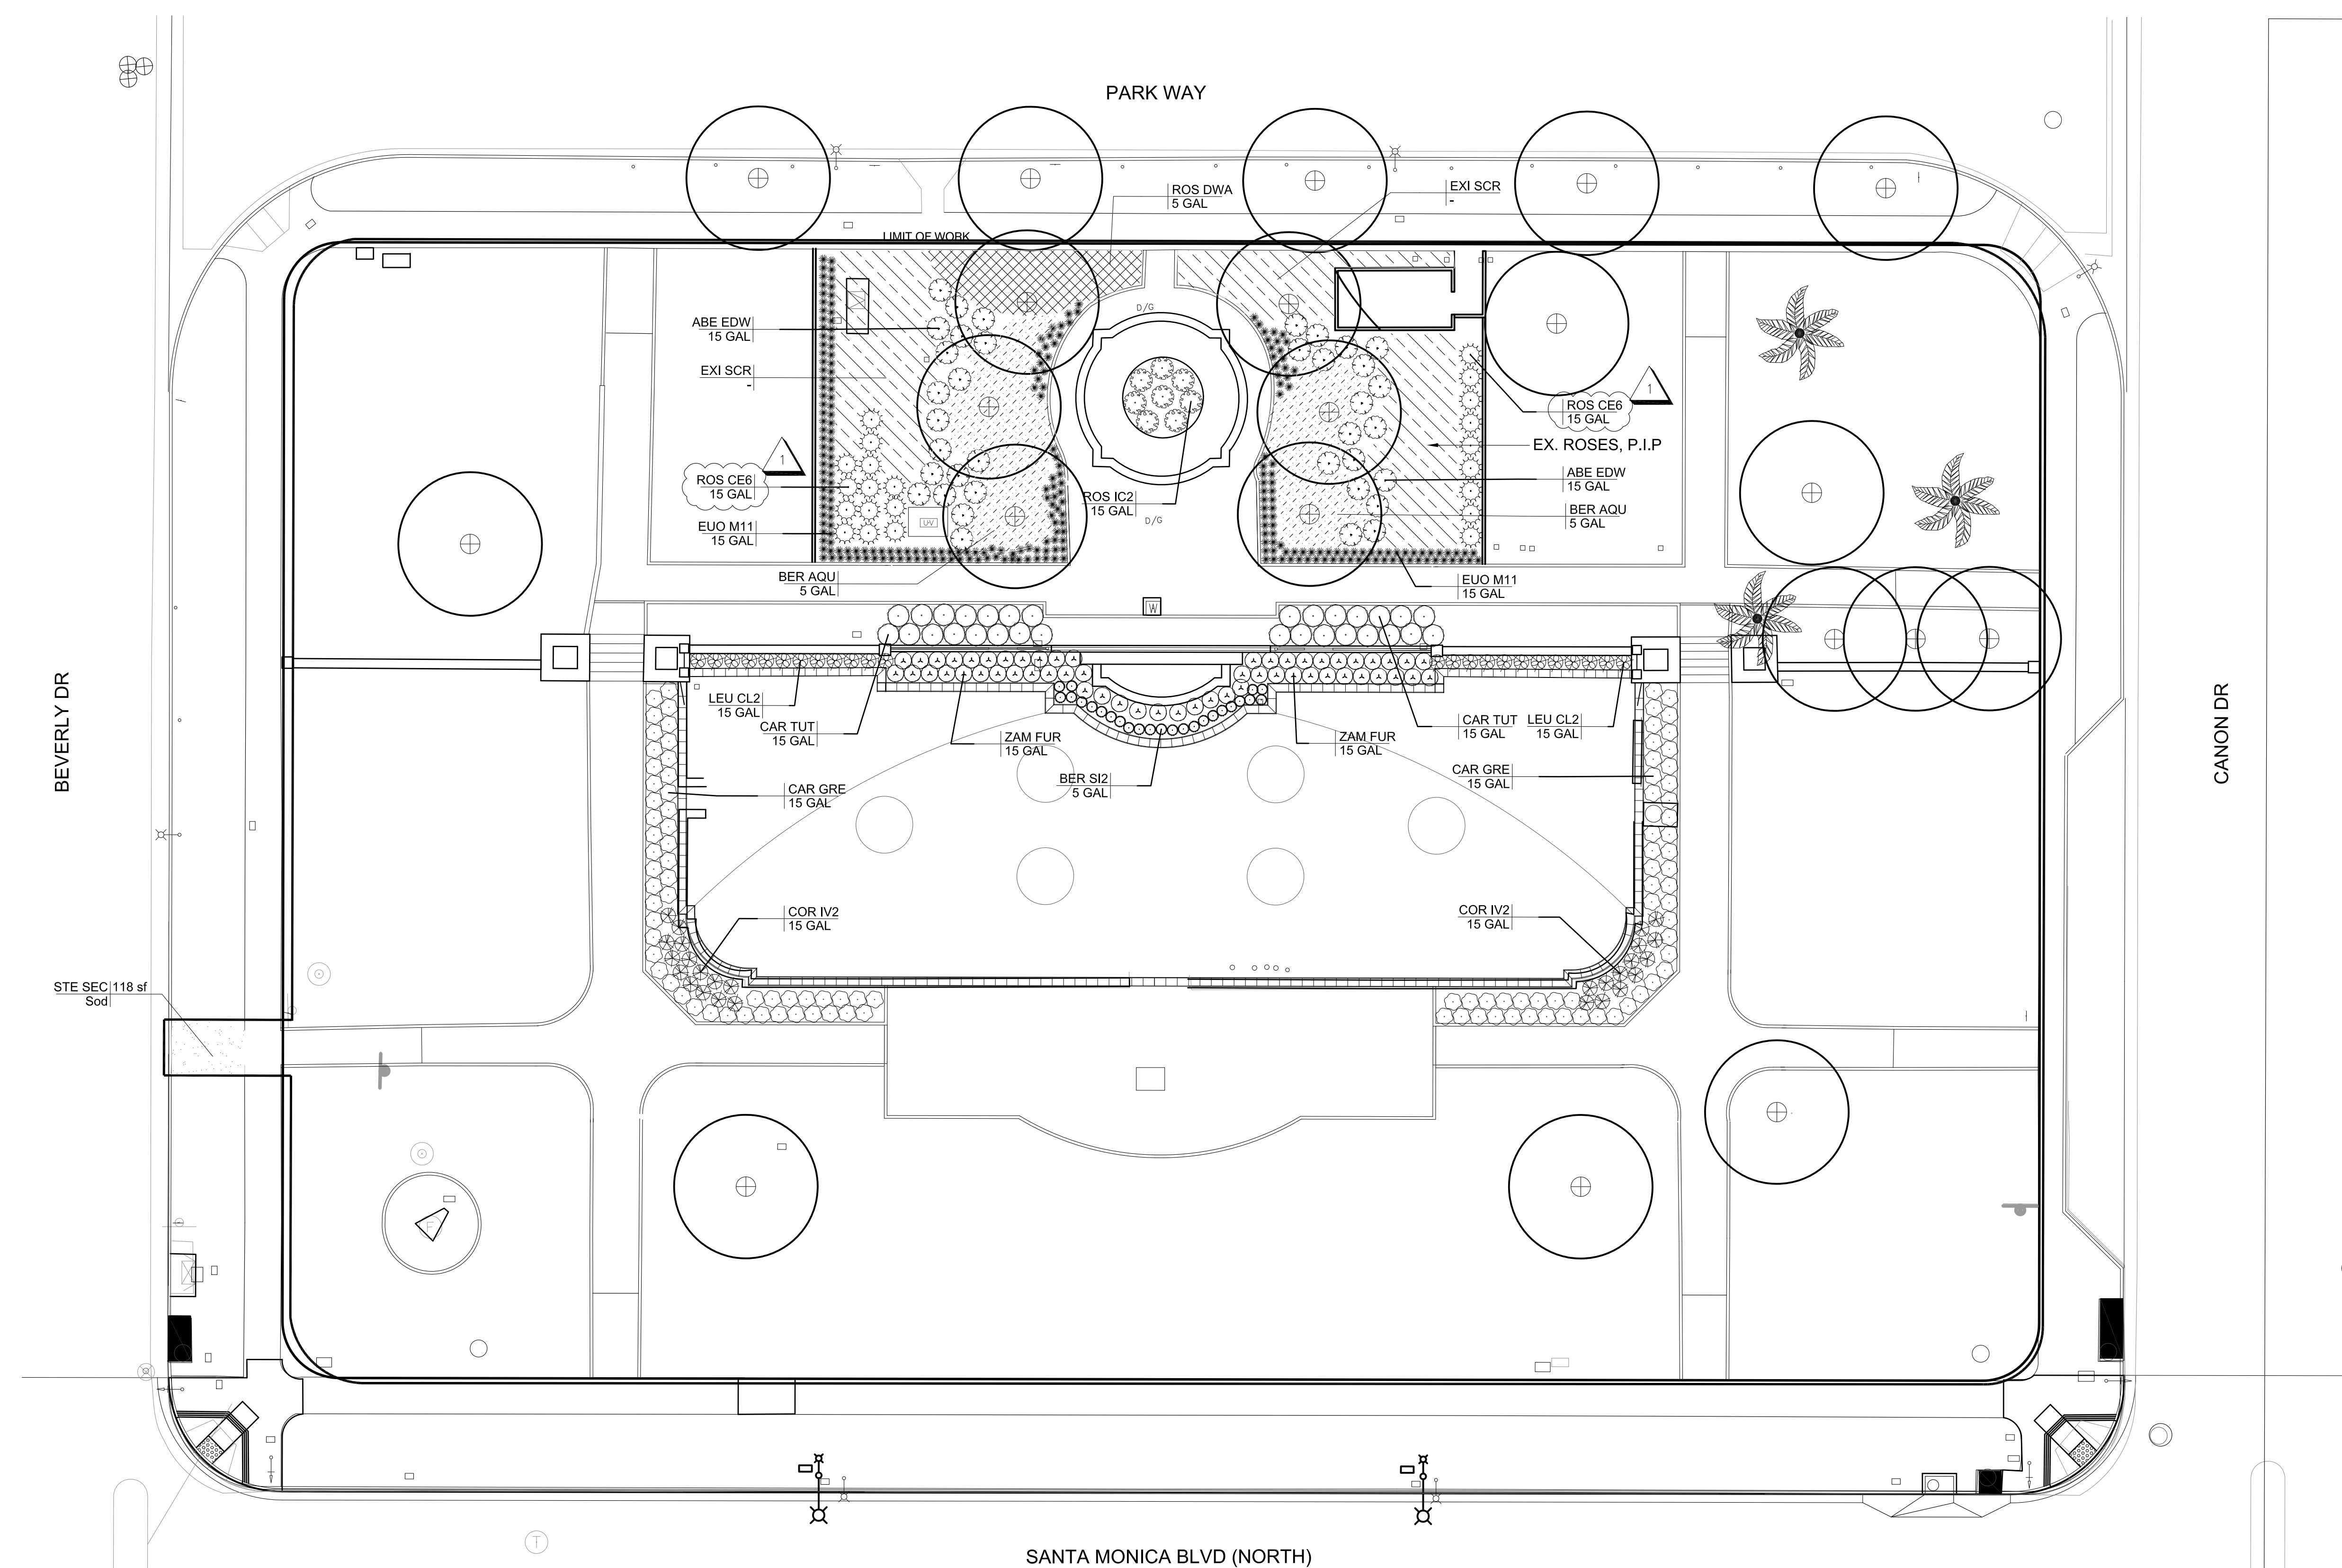 PARK WAY
ROS DWA
5 GAL
EXI SCR
-
LIMIT OF WORK
D/G
ABE EDW
15 GAL
EXI SCR
-
1
ROS CE6
15 GAL
EX. ROSES, P.I.P
1
ROS CE6
15 GAL
ABE EDW
15 GAL
ROS IC2
15 GAL
BER AQU
5 GAL
EUO M11
15 GAL
UV
D/G
BER AQU
5 GAL
EUO M11
15 GAL
W
LEU CL2
15 GAL
CAR TUT
15 GAL
ZAM FUR
15 GAL
ZAM FUR
15 GAL
CAR TUT
15 GAL
LEU CL2
15 GAL
BEVERLY DR
CANON DR
BER SI2
5 GAL
CAR GRE
15 GAL
CAR GRE
15 GAL
COR IV2
15 GAL
COR IV2
15 GAL
STE SEC 118 sf
Sod
F
T
SANTA MONICA BLVD (NORTH)